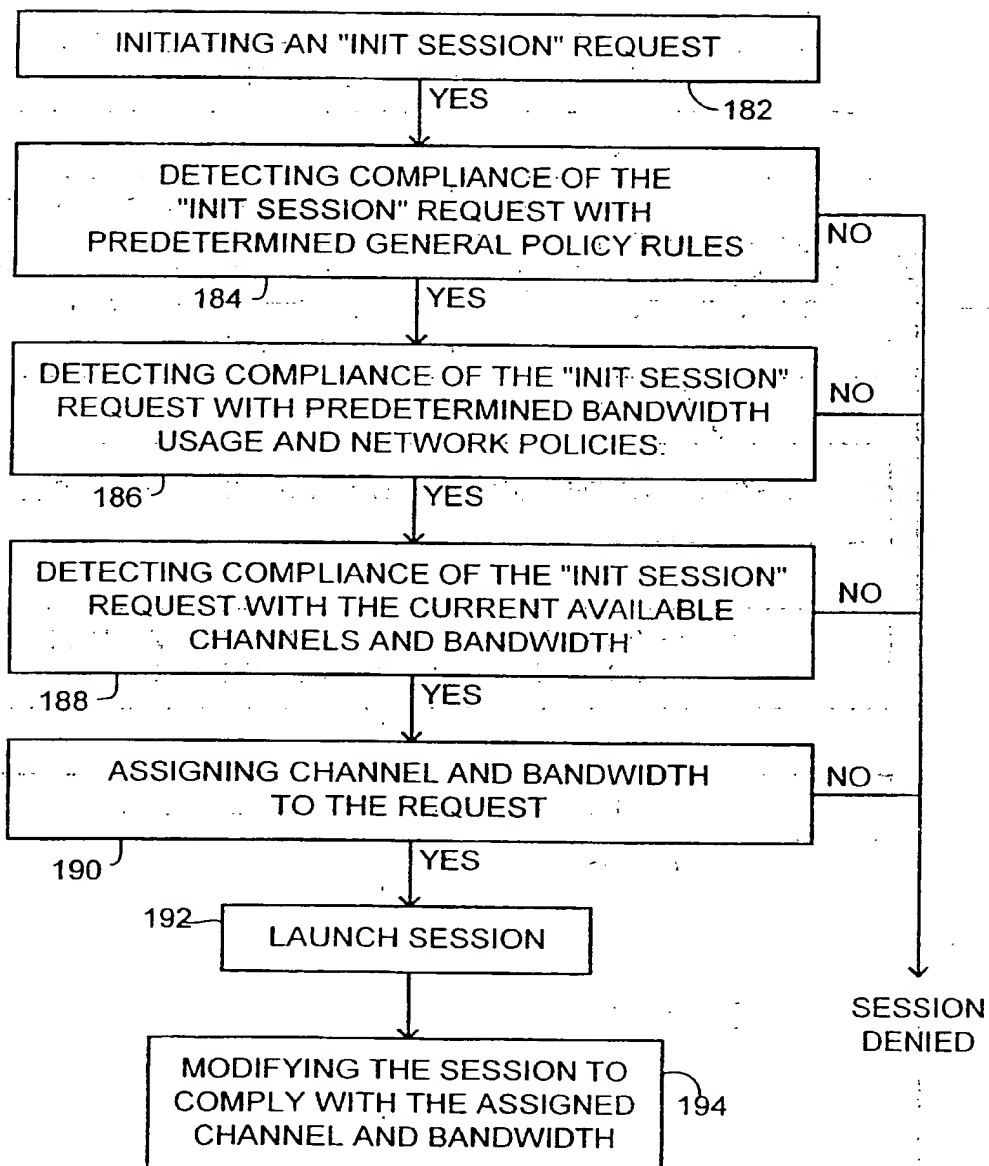 INITIATING AN "INIT SESSION" REQUEST
YES
182
DETECTING COMPLIANCE OF THE
"INIT SESSION" REQUEST WITH
PREDETERMINED GENERAL POLICY RULES
NO
184
YES
DETECTING COMPLIANCE OF THE "INIT SESSION"
REQUEST WITH PREDETERMINED BANDWIDTH
USAGE AND NETWORK POLICIES
NO
186
YES
DETECTING COMPLIANCE OF THE "INIT SESSION"
REQUEST WITH THE CURRENT AVAILABLE
CHANNELS AND BANDWIDTH
NO
188
YES
ASSIGNING CHANNEL AND BANDWIDTH
TO THE REQUEST
NO
190
YES
192
LAUNCH SESSION
SESSION
DENIED
MODIFYING THE SESSION TO
COMPLY WITH THE ASSIGNED
CHANNEL AND BANDWIDTH
194